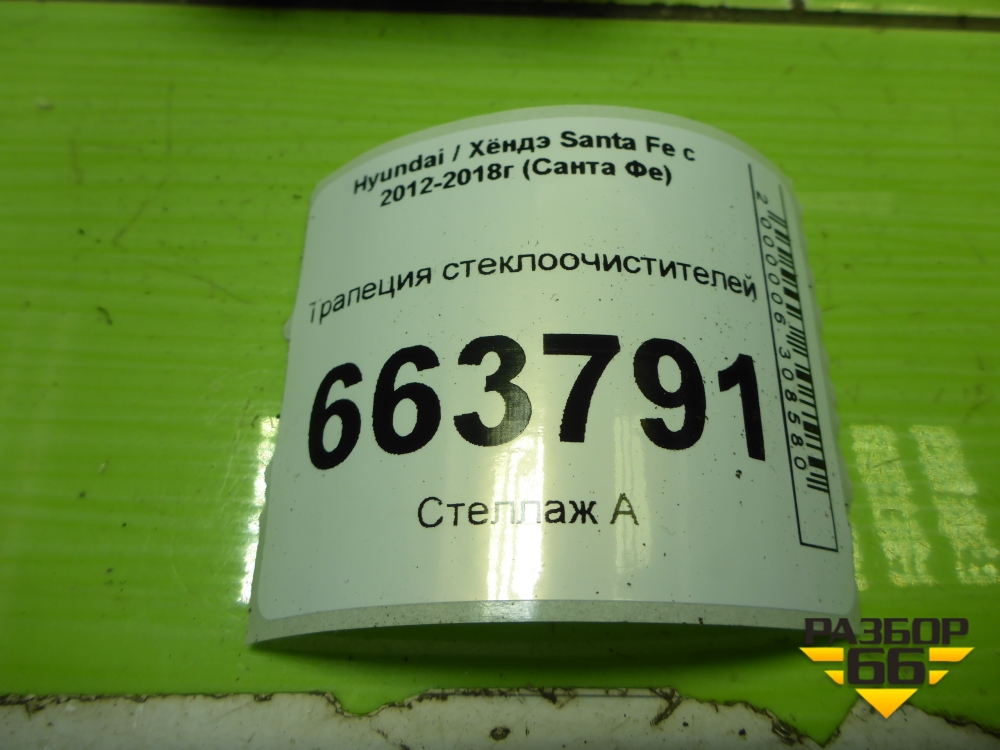 Hyundai / Хёндэ Santa Fe с
2012-2018г (Санта Фе)
Трапеция стеклоочистителей
663791
Стеллаж А
2000006308580
РАЗБОР
66